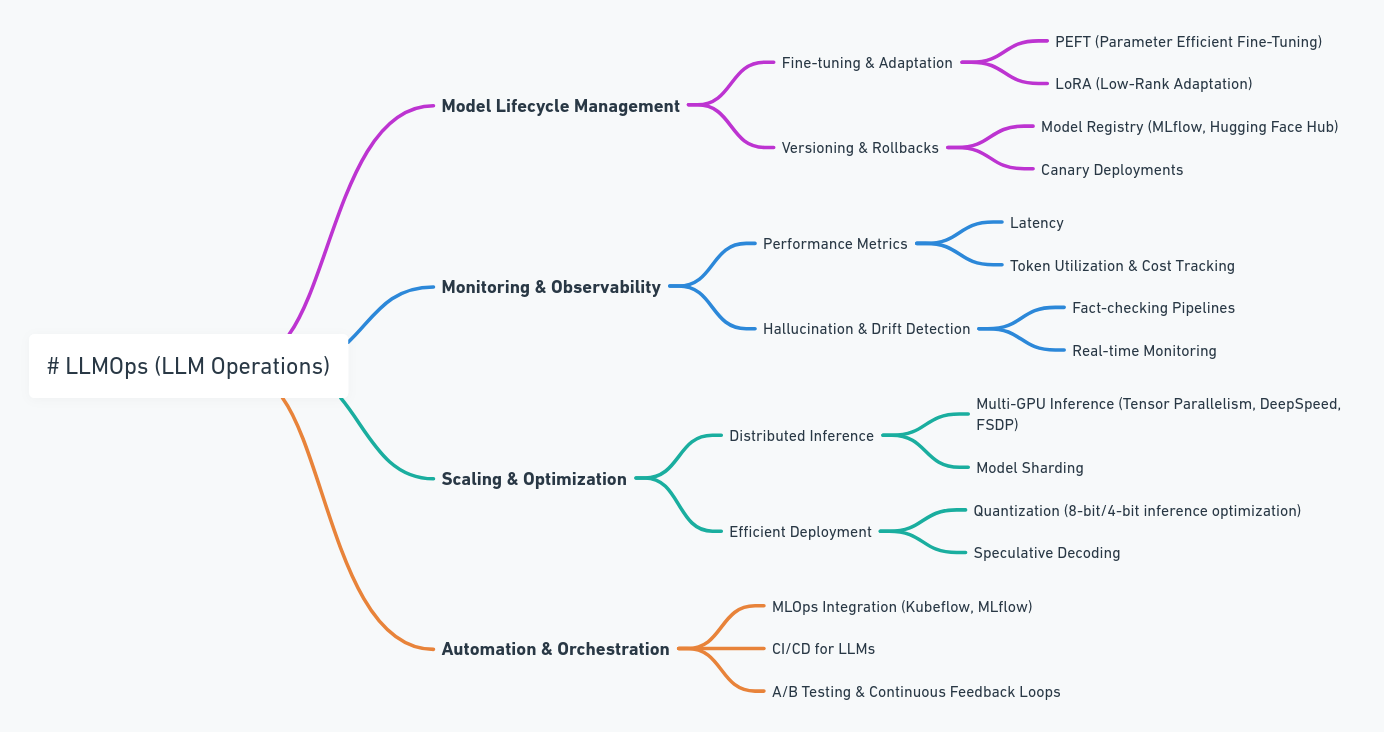 # LLMOps (LLM Operations)
Model Lifecycle Management
Fine-tuning & Adaptation
PEFT (Parameter Efficient Fine-Tuning)
LoRA (Low-Rank Adaptation)
Versioning & Rollbacks
Model Registry (MLflow, Hugging Face Hub)
Canary Deployments
Monitoring & Observability
Performance Metrics
Latency
Token Utilization & Cost Tracking
Hallucination & Drift Detection
Fact-checking Pipelines
Real-time Monitoring
Scaling & Optimization
Distributed Inference
Multi-GPU Inference (Tensor Parallelism, DeepSpeed,
FSDP)
Model Sharding
Efficient Deployment
Quantization (8-bit/4-bit inference optimization)
Speculative Decoding
Automation & Orchestration
MLOps Integration (Kubeflow, MLflow)
CI/CD for LLMs
A/B Testing & Continuous Feedback Loops